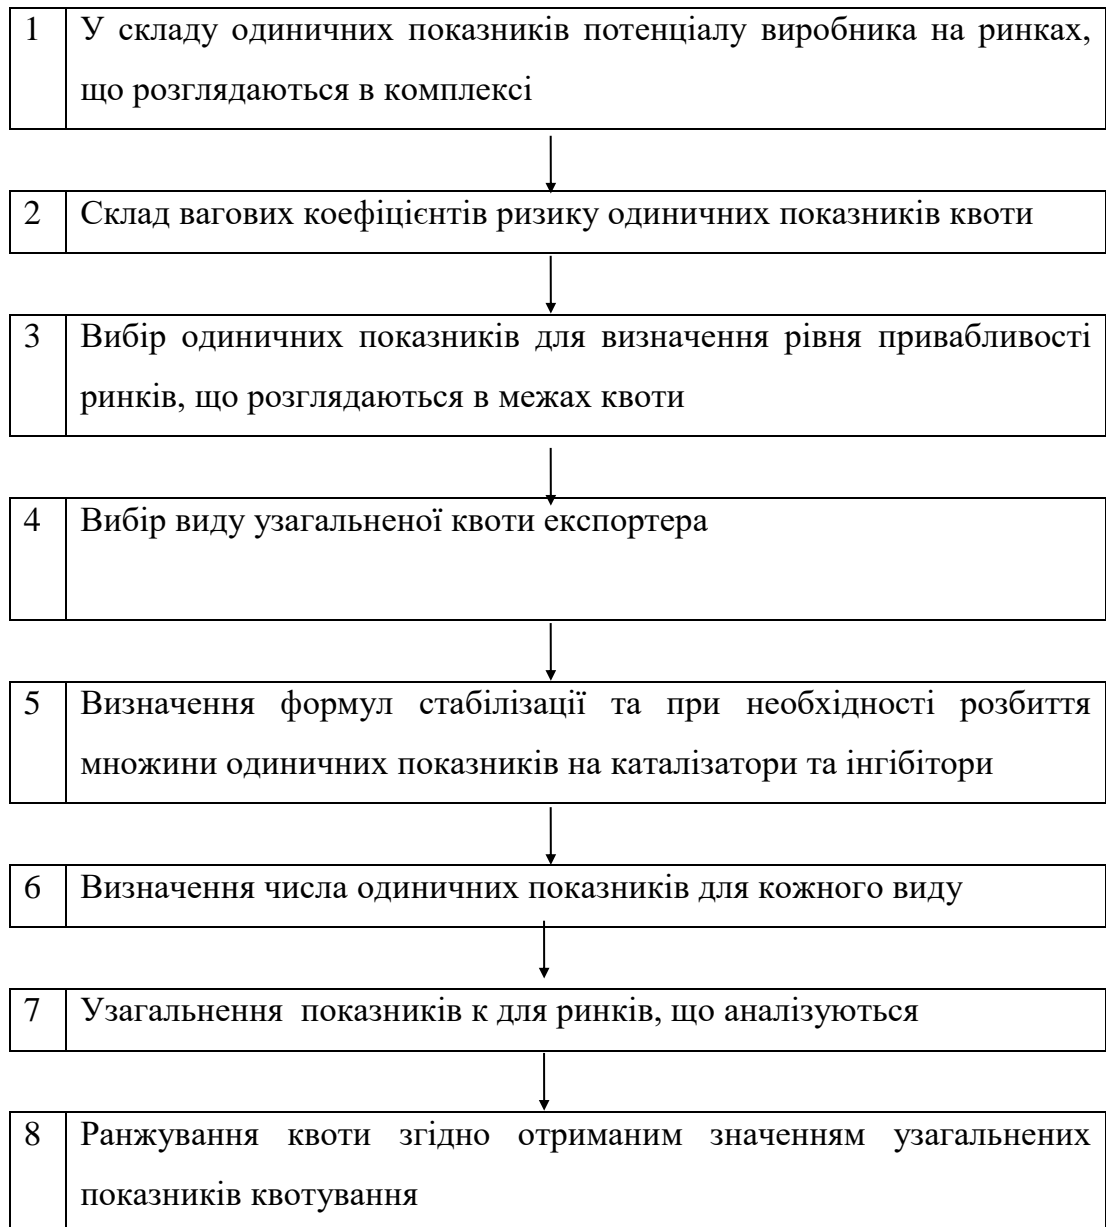 1 У складу одиничних показників потенціалу виробника на ринках,
що розглядаються в комплексі
2 Склад вагових коефіцієнтів ризику одиничних показників квоти
3 Вибір одиничних показників для визначення рівня привабливості
ринків, що розглядаються в межах квоти
4 Вибір виду узагальненої квоти експортера
5 Визначення формул стабілізації та при необхідності розбиття
множини одиничних показників на каталізатори та інгібітори
6 Визначення числа одиничних показників для кожного виду
7 Узагальнення показників к для ринків, що аналізуються
8 Ранжування квоти згідно отриманим значенням узагальнених
показників квотування